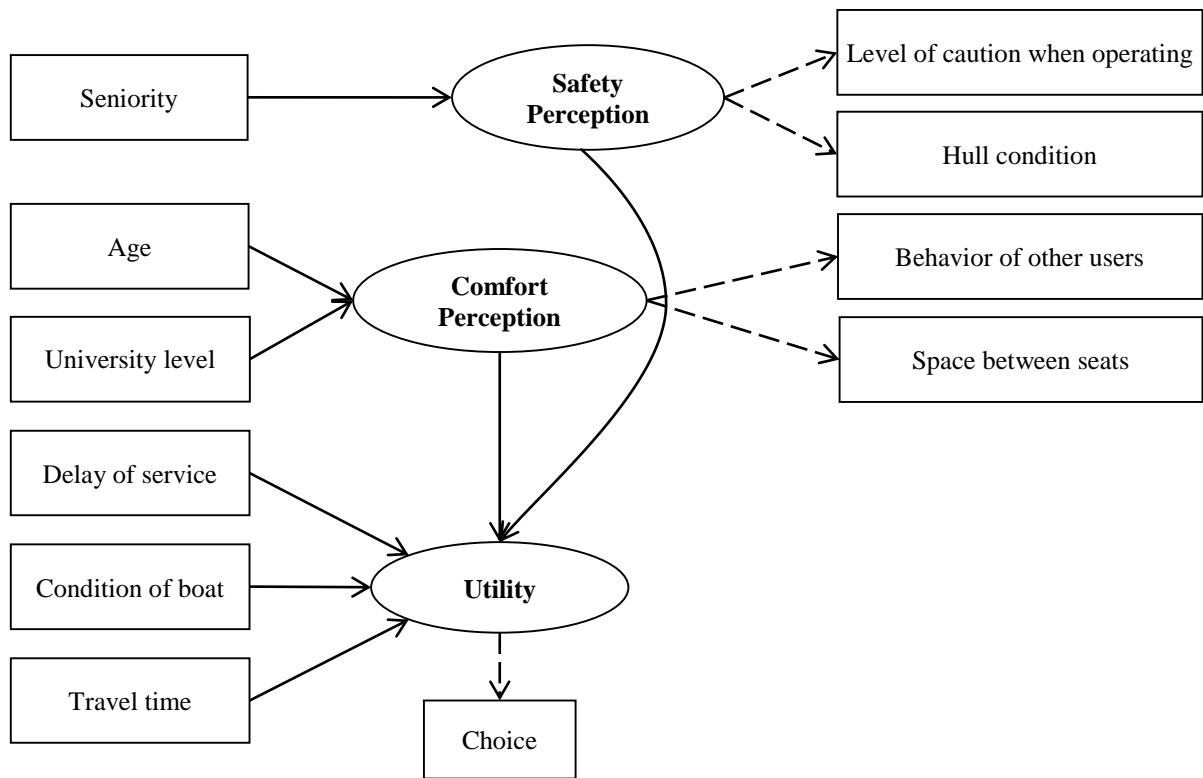 Seniority
Safety
Perception
Level of caution when operating
Hull condition
Age
University level
Comfort
Perception
Behavior of other users
Space between seats
Delay of service
Condition of boat
Travel time
Utility
Choice